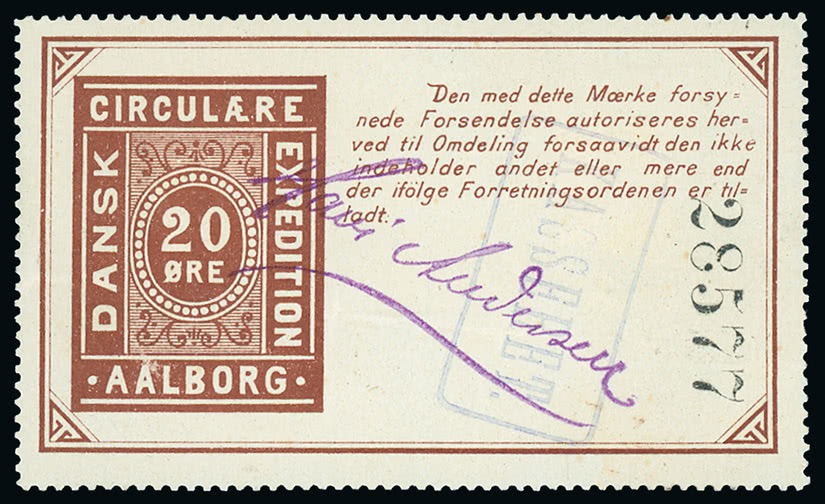 CIRCULÆRE
DANSK
EXPEDITION
20
ØRE
· AALBORG ·
Den med dette Mærke forsy=
nede Forsendelse autoriseres her=
ved til Omdeling forsaavidt den ikke
indeholder andet eller mere end
der ifölge Forretningsordenen er til=
ladt.
Andersen
28577